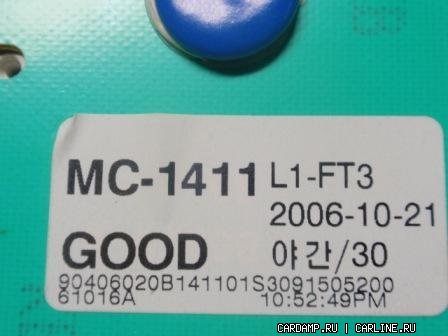 MC-1411 L1-FT3
2006-10-21
GOOD 야간/30
90406020B141101S3091505200
61016A 10:52:49PM
CARDAMP.RU | CARLINE.RU